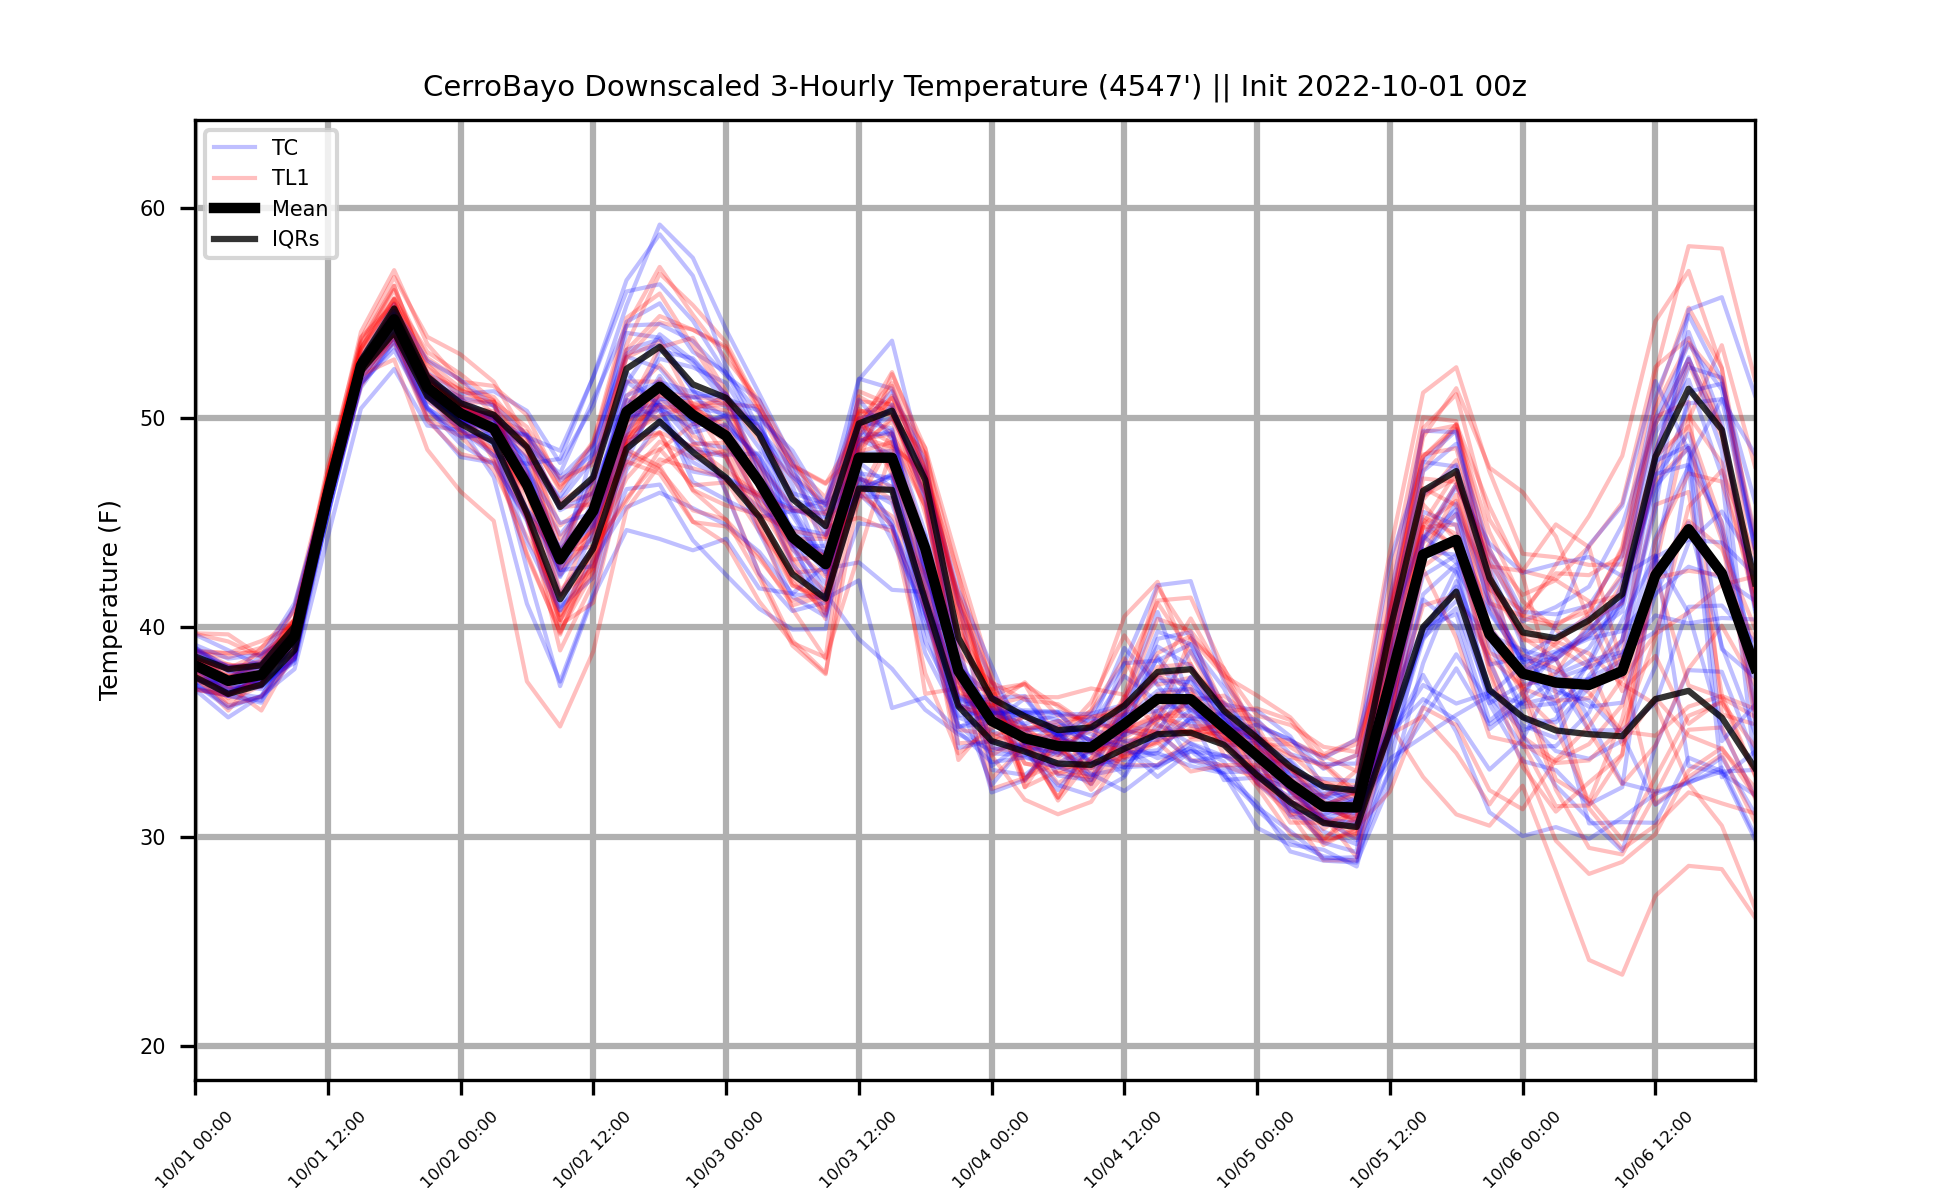 CerroBayo Downscaled 3-Hourly Temperature (4547') || Init 2022-10-01 00z
TC
TL1
Mean
IQRs
Temperature (F)
60
50
40
30
20
10/01 00:00
10/01 12:00
10/02 00:00
10/02 12:00
10/03 00:00
10/03 12:00
10/04 00:00
10/04 12:00
10/05 00:00
10/05 12:00
10/06 00:00
10/06 12:00